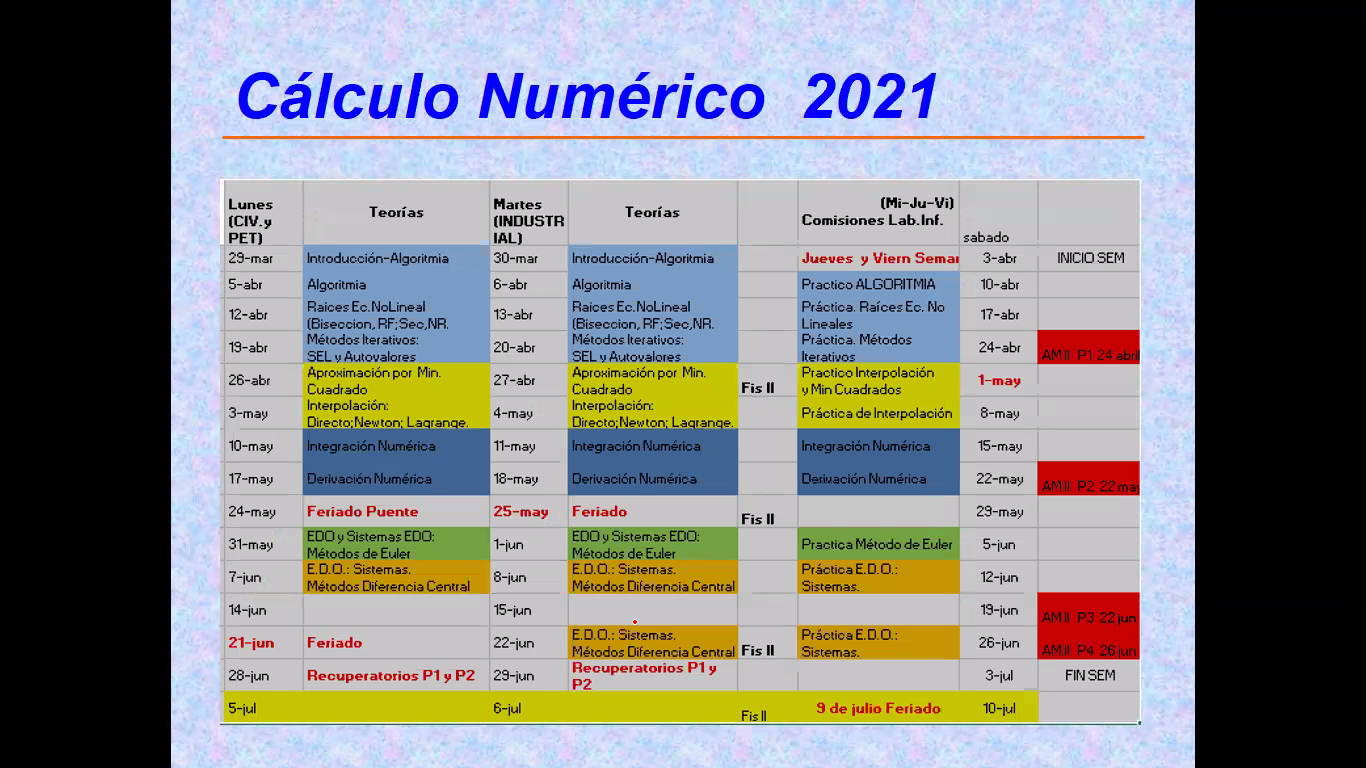 Cálculo Numérico 2021
Lunes (CIV.y PET) Teorías Martes (INDUSTRIAL) Teorías (Mi-Ju-Vi) Comisiones Lab.Inf. sabado
29-mar Introducción-Algoritmia 30-mar Introducción-Algoritmia Jueves y Viern Seman 3-abr INICIO SEM
5-abr Algoritmia 6-abr Algoritmia Practico ALGORITMIA 10-abr
12-abr Raices Ec.NoLineal (Biseccion, RF;Sec,NR. 13-abr Raices Ec.NoLineal (Biseccion, RF;Sec,NR. Práctica. Raíces Ec. No Lineales 17-abr
19-abr Métodos Iterativos: SEL y Autovalores 20-abr Métodos Iterativos: SEL y Autovalores Práctica. Métodos Iterativos 24-abr AM II P1 24 abril
26-abr Aproximación por Min. Cuadrado 27-abr Aproximación por Min. Cuadrado Fis II Practico Interpolación y Min Cuadrados 1-may
3-may Interpolación: Directo;Newton; Lagrange. 4-may Interpolación: Directo;Newton; Lagrange. Práctica de Interpolación 8-may
10-may Integración Numérica 11-may Integración Numérica Integración Numérica 15-may
17-may Derivación Numérica 18-may Derivación Numérica Derivación Numérica 22-may AM II P2 22 may
24-may Feriado Puente 25-may Feriado Fis II 29-may
31-may EDO y Sistemas EDO: Métodos de Euler 1-jun EDO y Sistemas EDO: Métodos de Euler Practica Método de Euler 5-jun
7-jun E.D.O.: Sistemas. Métodos Diferencia Central 8-jun E.D.O.: Sistemas. Métodos Diferencia Central Práctica E.D.O.: Sistemas. 12-jun
14-jun 15-jun 19-jun AM II P3 22 jun
21-jun Feriado 22-jun E.D.O.: Sistemas. Métodos Diferencia Central Fis II Práctica E.D.O.: Sistemas. 26-jun AM II P4 26 jun
28-jun Recuperatorios P1 y P2 29-jun Recuperatorios P1 y P2 3-jul FIN SEM
5-jul 6-jul Fis II 9 de julio Feriado 10-jul